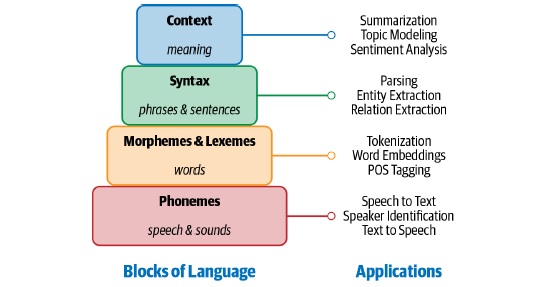 Context
meaning
Summarization
Topic Modeling
Sentiment Analysis
Syntax
phrases & sentences
Parsing
Entity Extraction
Relation Extraction
Morphemes & Lexemes
words
Tokenization
Word Embeddings
POS Tagging
Phonemes
speech & sounds
Speech to Text
Speaker Identification
Text to Speech
Blocks of Language
Applications